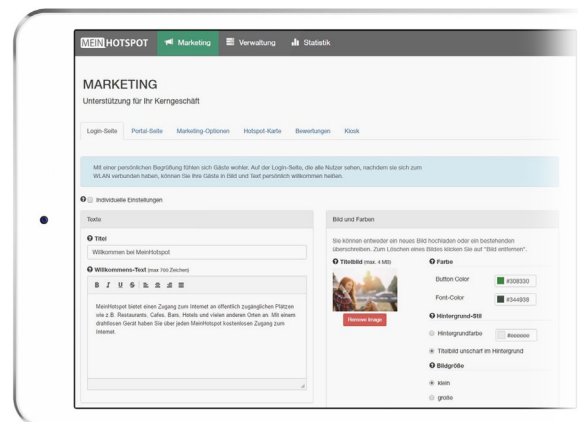 MEIN HOTSPOT Marketing Verwaltung Statistik
MARKETING
Unterstützung für Ihr Kerngeschäft
Login-Seite Portal-Seite Marketing-Optionen Hotspot-Karte Bewertungen Kiosk
Mit einer persönlichen Begrüßung fühlen sich Gäste wohler. Auf der Login-Seite, die alle Nutzer sehen, nachdem sie sich zum
WLAN verbunden haben, können Sie Ihre Gäste in Bild und Text persönlich willkommen heißen.
Individuelle Einstellungen
Texte
Titel
Willkommen bei MeinHotspot
Willkommens-Text (max 700 Zeichen)
B I U S
MeinHotspot bietet einen Zugang zum Internet an öffentlich zugänglichen Plätzen
wie z.B. Restaurants, Cafes, Bars, Hotels und vielen anderen Orten an. Mit einem
drahtlosen Gerät haben Sie über jeden MeinHotspot kostenlosen Zugang zum
Internet.
Bild und Farben
Sie können entweder ein neues Bild hochladen oder ein bestehenden
überschreiben. Zum Löschen eines Bildes klicken Sie auf "Bild entfernen".
Titelbild (max. 4 MB)
Remove Image
Farbe
Button Color #308330
Font-Color #344938
Hintergrund-Stil
Hintergrundfarbe #eeeeee
Titelbild unscharf im Hintergrund
Bildgröße
klein
große